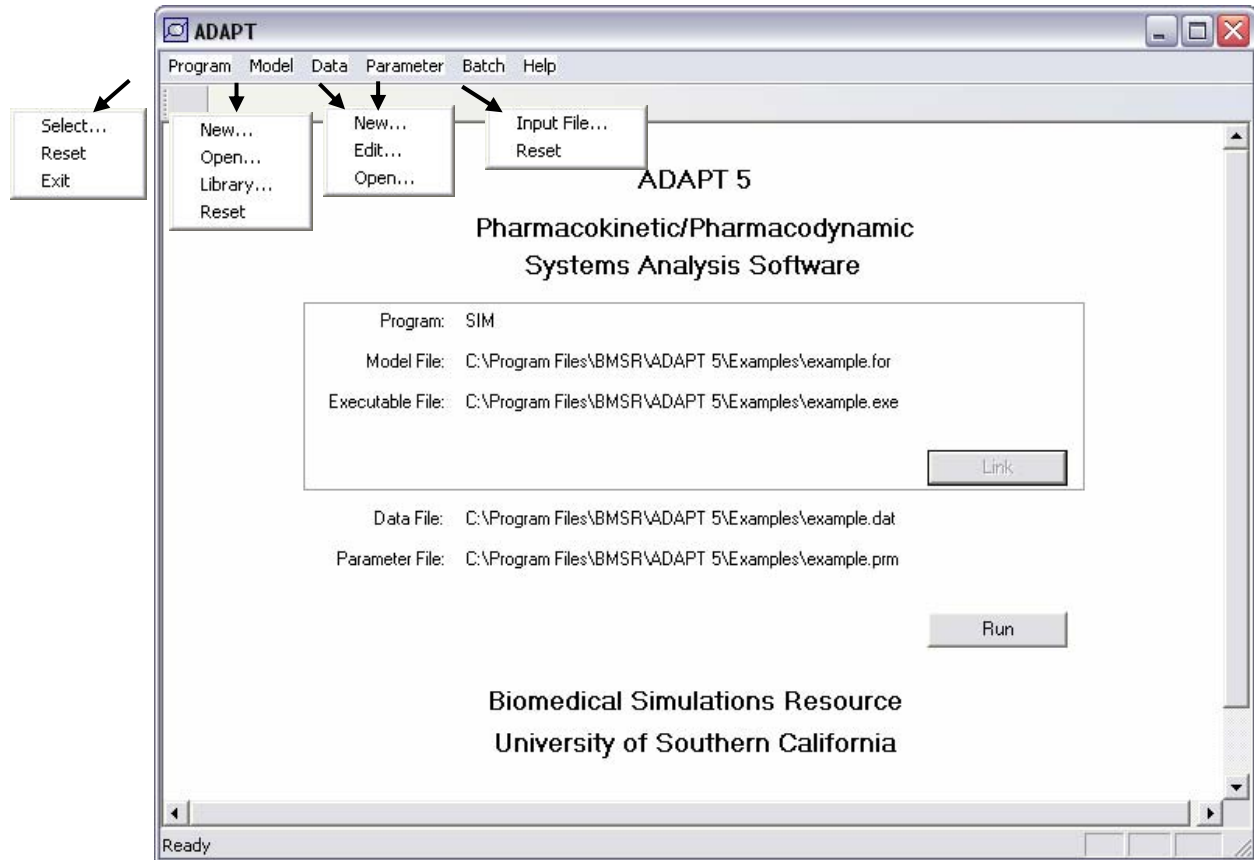 ADAPT
Program Model Data Parameter Batch Help
Select...
Reset
Exit
New...
Open...
Library...
Reset
New...
Edit...
Open...
Input File...
Reset
ADAPT 5
Pharmacokinetic/Pharmacodynamic
Systems Analysis Software
Program: SIM
Model File: C:\Program Files\BMSR\ADAPT 5\Examples\example.for
Executable File: C:\Program Files\BMSR\ADAPT 5\Examples\example.exe
Link
Data File: C:\Program Files\BMSR\ADAPT 5\Examples\example.dat
Parameter File: C:\Program Files\BMSR\ADAPT 5\Examples\example.prm
Run
Biomedical Simulations Resource
University of Southern California
Ready